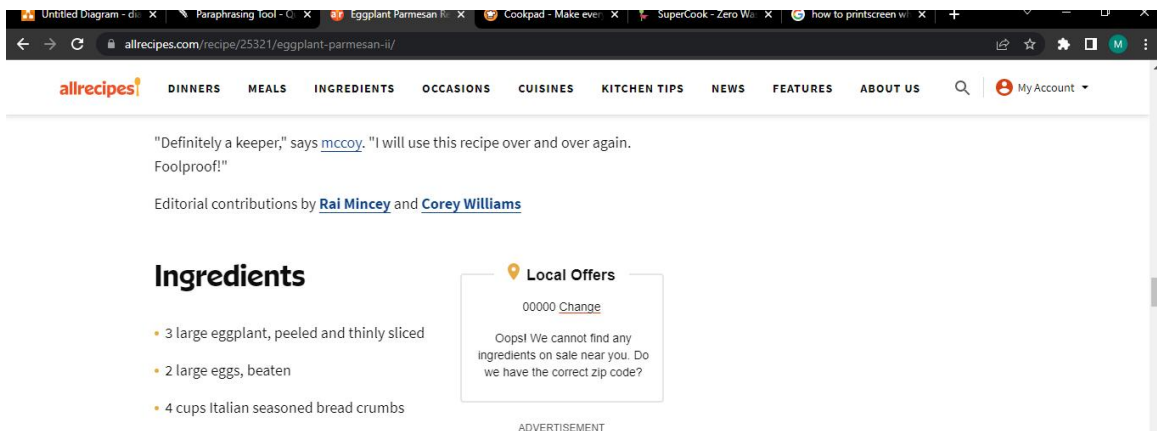 Untitled Diagram - dia
Paraphrasing Tool - Q
Eggplant Parmesan R
Cookpad - Make every
SuperCook - Zero Wa
how to printscreen wi
allrecipes.com/recipe/25321/eggplant-parmesan-ii/
M
allrecipes!
DINNERS MEALS INGREDIENTS OCCASIONS CUISINES KITCHEN TIPS NEWS FEATURES ABOUT US My Account
"Definitely a keeper," says mccoy. "I will use this recipe over and over again.
Foolproof!"
Editorial contributions by Rai Mincey and Corey Williams
Ingredients
3 large eggplant, peeled and thinly sliced
2 large eggs, beaten
4 cups Italian seasoned bread crumbs
Local Offers
00000 Change
Oops! We cannot find any
ingredients on sale near you. Do
we have the correct zip code?
ADVERTISEMENT